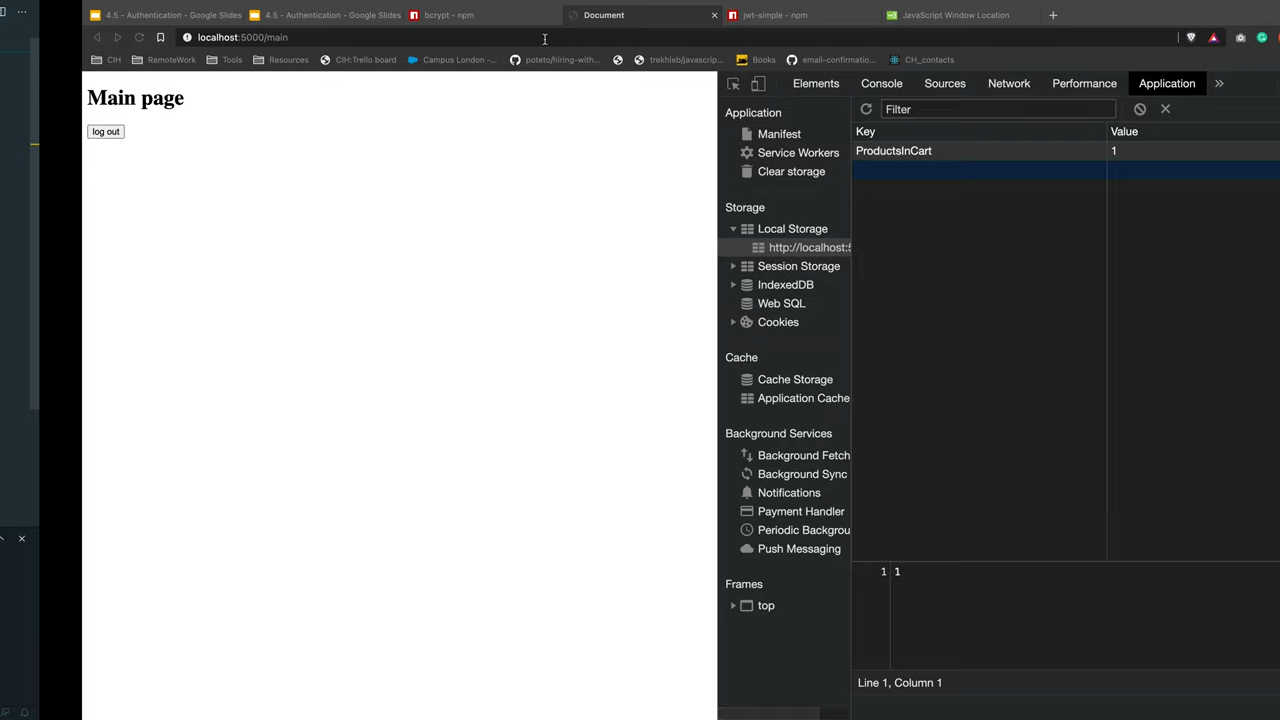 4.5 - Authentication - Google Slides
4.5 - Authentication - Google Slides
bcrypt - npm
Document
jwt-simple - npm
JavaScript Window Location
localhost:5000/main
CIH
RemoteWork
Tools
Resources
CIH:Trello board
Campus London -...
poteto/hiring-with...
trekhleb/javascrip...
Books
email-confirmatio...
CH_contacts
Main page
log out
Elements
Console
Sources
Network
Performance
Application
Application
Manifest
Service Workers
Clear storage
Storage
Local Storage
http://localhost:5
Session Storage
IndexedDB
Web SQL
Cookies
Cache
Cache Storage
Application Cache
Background Services
Background Fetch
Background Sync
Notifications
Payment Handler
Periodic Backgrou
Push Messaging
Frames
top
Filter
Key Value
ProductsInCart 1
1 1
Line 1, Column 1